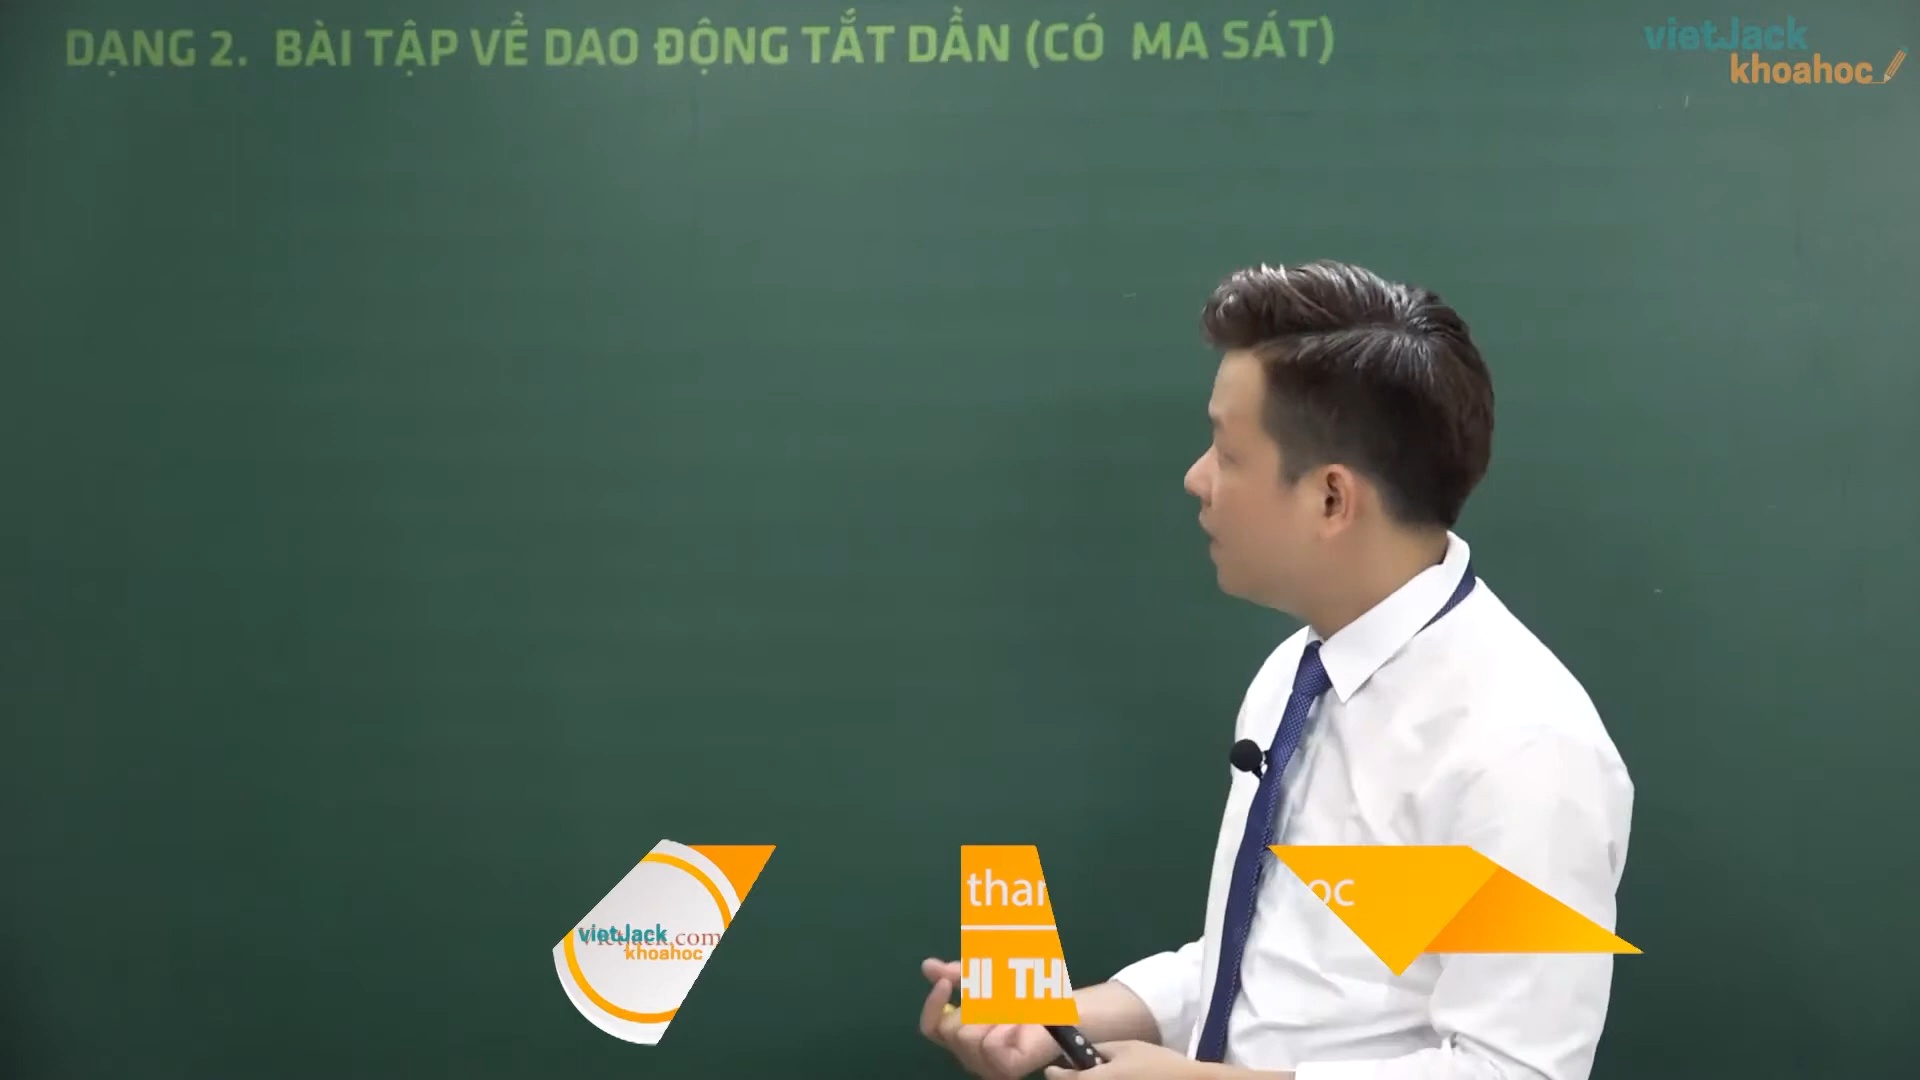 DẠNG 2. BÀI TẬP VỀ DAO ĐỘNG TẮT DẦN (CÓ MA SÁT)
vietJack
khoahoc
vietJack
khoahoc